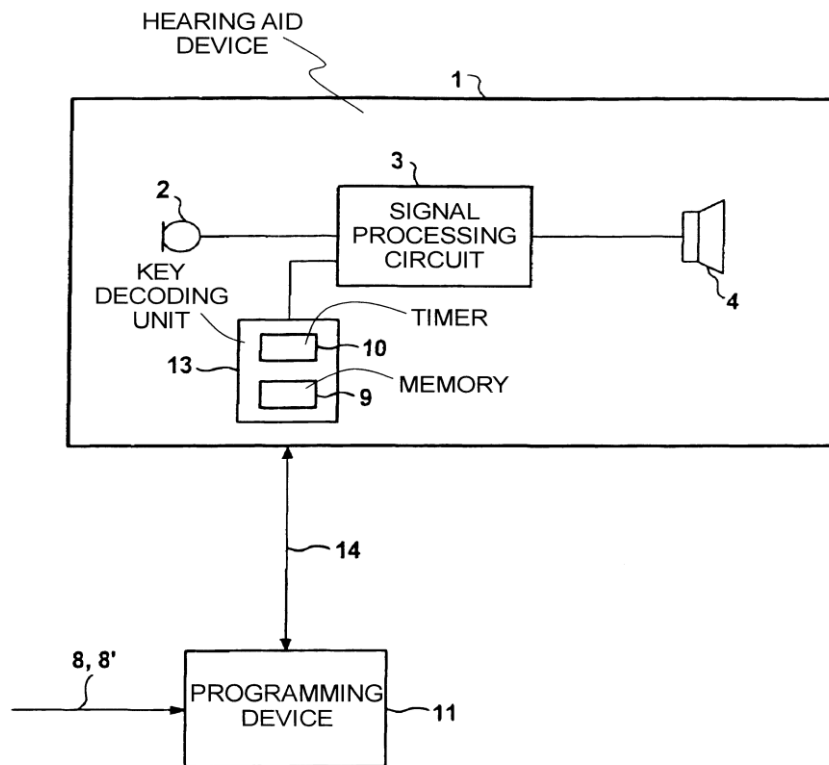 HEARING AID
DEVICE
1
2
3
SIGNAL
PROCESSING
CIRCUIT
4
KEY
DECODING
UNIT
TIMER
10
13
MEMORY
9
14
8, 8'
PROGRAMMING
DEVICE
11